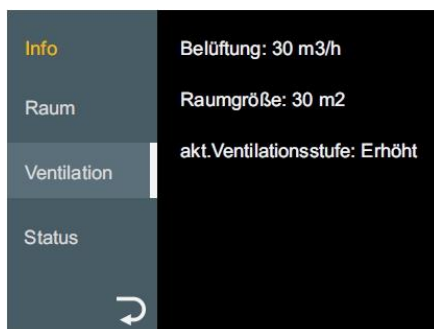 Info
Raum
Ventilation
Status
Belüftung: 30 m3/h
Raumgröße: 30 m2
akt.Ventilationsstufe: Erhöht